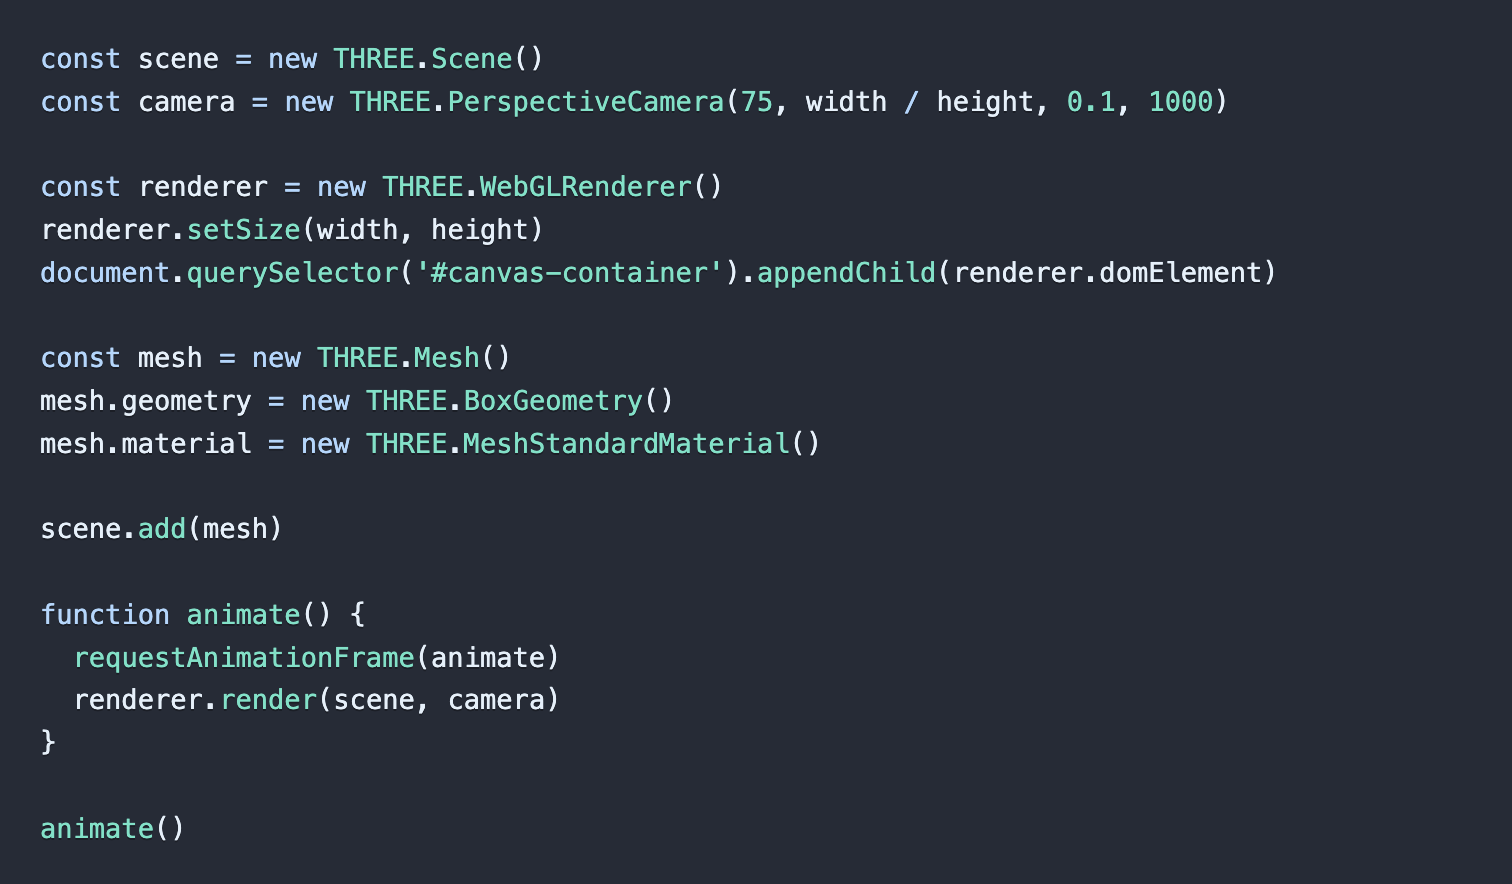 const scene = new THREE.Scene()
const camera = new THREE.PerspectiveCamera(75, width / height, 0.1, 1000)

const renderer = new THREE.WebGLRenderer()
renderer.setSize(width, height)
document.querySelector('#canvas-container').appendChild(renderer.domElement)

const mesh = new THREE.Mesh()
mesh.geometry = new THREE.BoxGeometry()
mesh.material = new THREE.MeshStandardMaterial()

scene.add(mesh)

function animate() {
  requestAnimationFrame(animate)
  renderer.render(scene, camera)
}

animate()